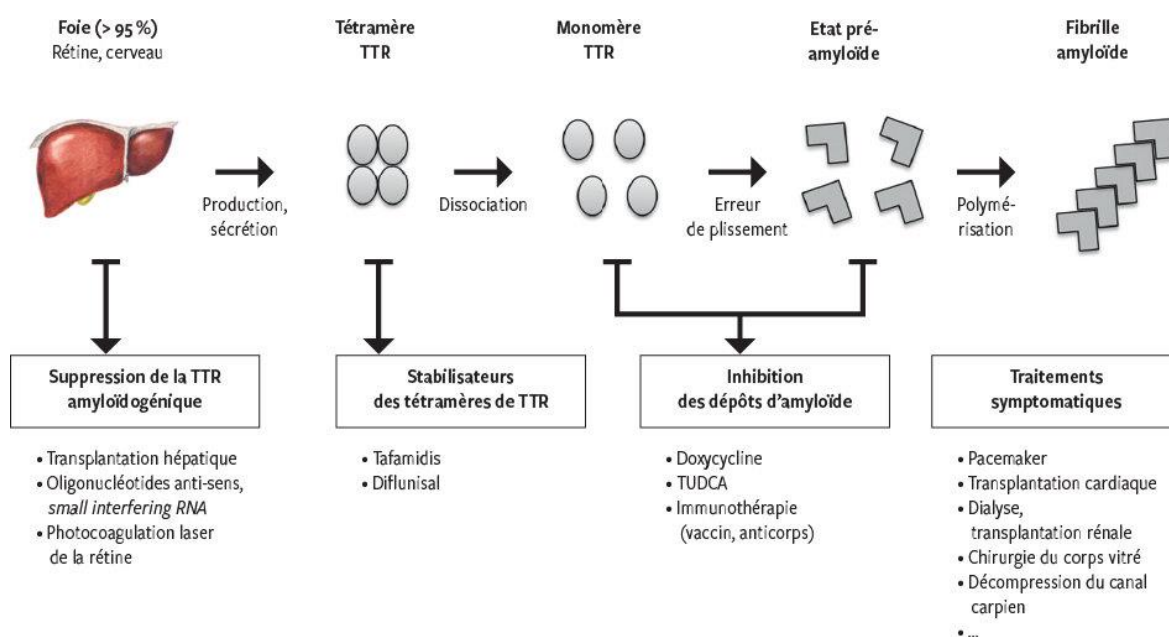 Foie (> 95 %)
Rétine, cerveau
Tétramère
TTR
Monomère
TTR
Etat pré-
amyloïde
Fibrille
amyloïde
Production,
sécrétion
Dissociation
Erreur
de plissement
Polymé-
risation
Suppression de la TTR
amyloïdogénique
Stabilisateurs
des tétramères de TTR
Inhibition
des dépôts d'amyloïde
Traitements
symptomatiques
• Transplantation hépatique
• Oligonucléotides anti-sens,
small interfering RNA
• Photocoagulation laser
de la rétine
• Tafamidis
• Diflunisal
• Doxycycline
• TUDCA
• Immunothérapie
(vaccin, anticorps)
• Pacemaker
• Transplantation cardiaque
• Dialyse,
transplantation rénale
• Chirurgie du corps vitré
• Décompression du canal
carpien
• ...